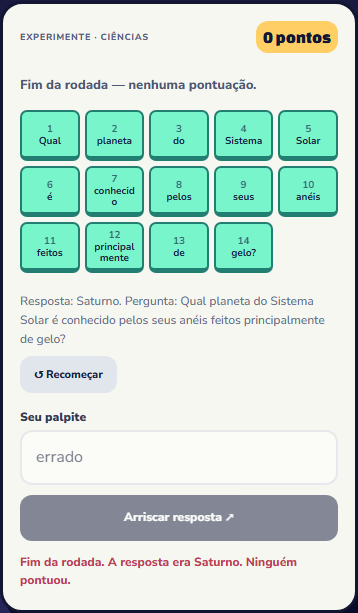 EXPERIMENTE · CIÊNCIAS
0 pontos
Fim da rodada — nenhuma pontuação.
1 Qual
2 planeta
3 do
4 Sistema
5 Solar
6 é
7 conhecid
o
8 pelos
9 seus
10 anéis
11 feitos
12 principal
mente
13 de
14 gelo?
Resposta: Saturno. Pergunta: Qual planeta do Sistema
Solar é conhecido pelos seus anéis feitos principalmente
de gelo?
↺ Recomeçar
Seu palpite
errado
Arriscar resposta ↗
Fim da rodada. A resposta era Saturno. Ninguém
pontuou.